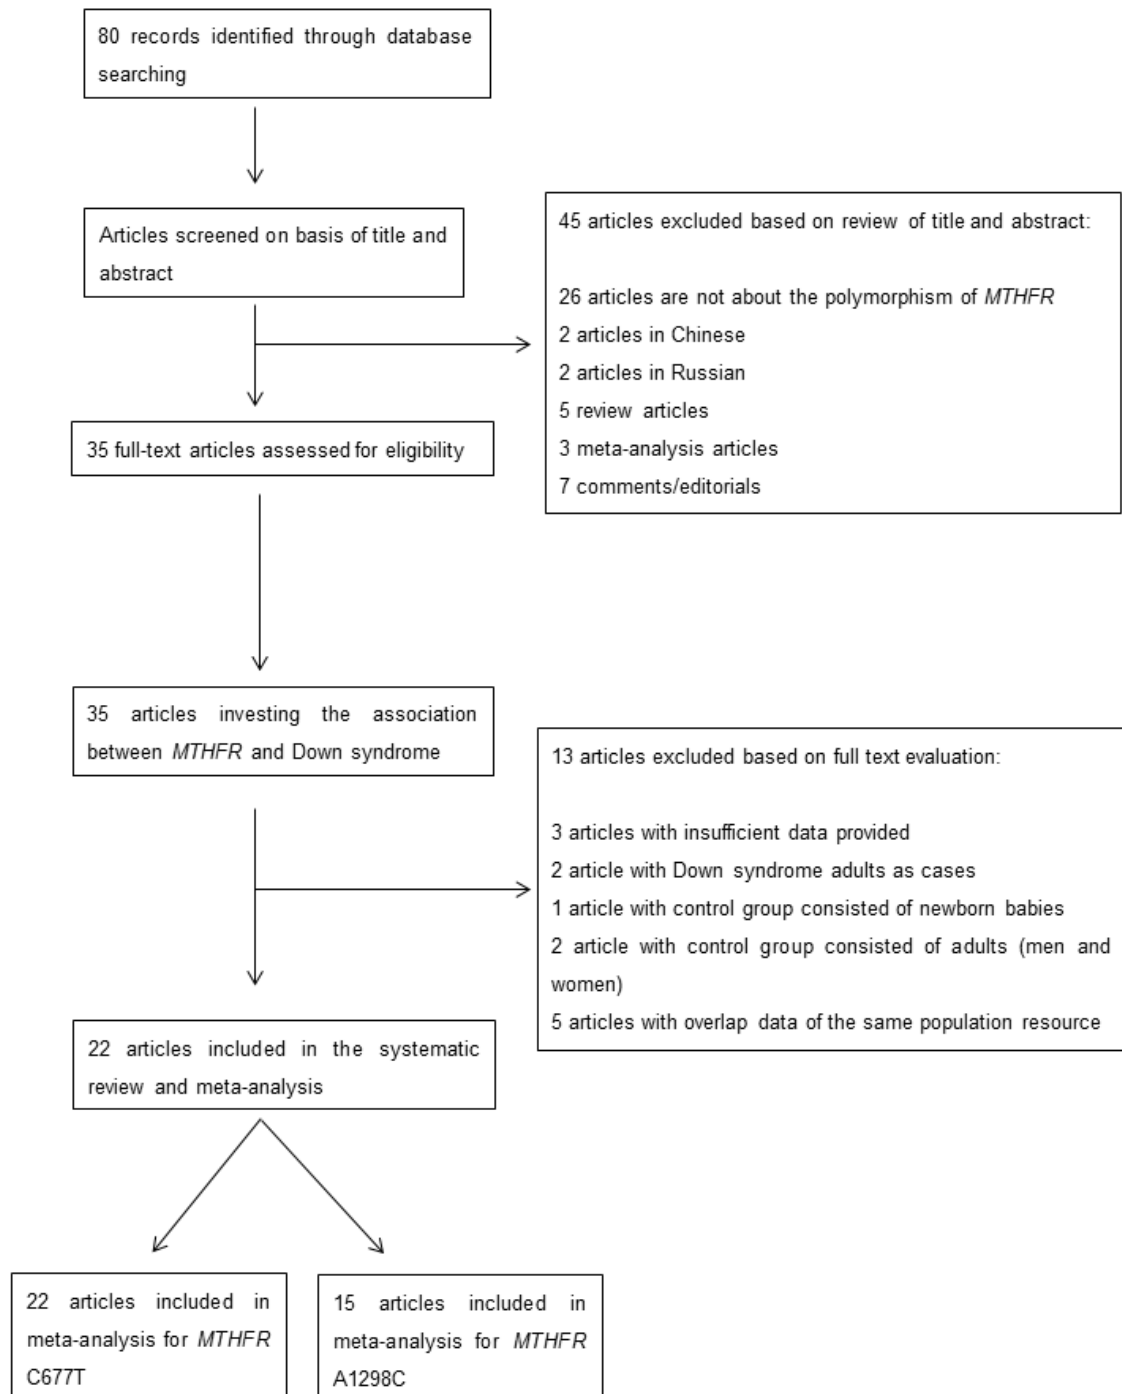 80 records identified through database
searching
Articles screened on basis of title and
abstract
45 articles excluded based on review of title and abstract:
26 articles are not about the polymorphism of MTHFR
2 articles in Chinese
2 articles in Russian
5 review articles
3 meta-analysis articles
7 comments/editorials
35 full-text articles assessed for eligibility
35 articles investing the association
between MTHFR and Down syndrome
13 articles excluded based on full text evaluation:
3 articles with insufficient data provided
2 article with Down syndrome adults as cases
1 article with control group consisted of newborn babies
2 article with control group consisted of adults (men and
women)
5 articles with overlap data of the same population resource
22 articles included in the systematic
review and meta-analysis
22 articles included in
meta-analysis for MTHFR
C677T
15 articles included in
meta-analysis for MTHFR
A1298C